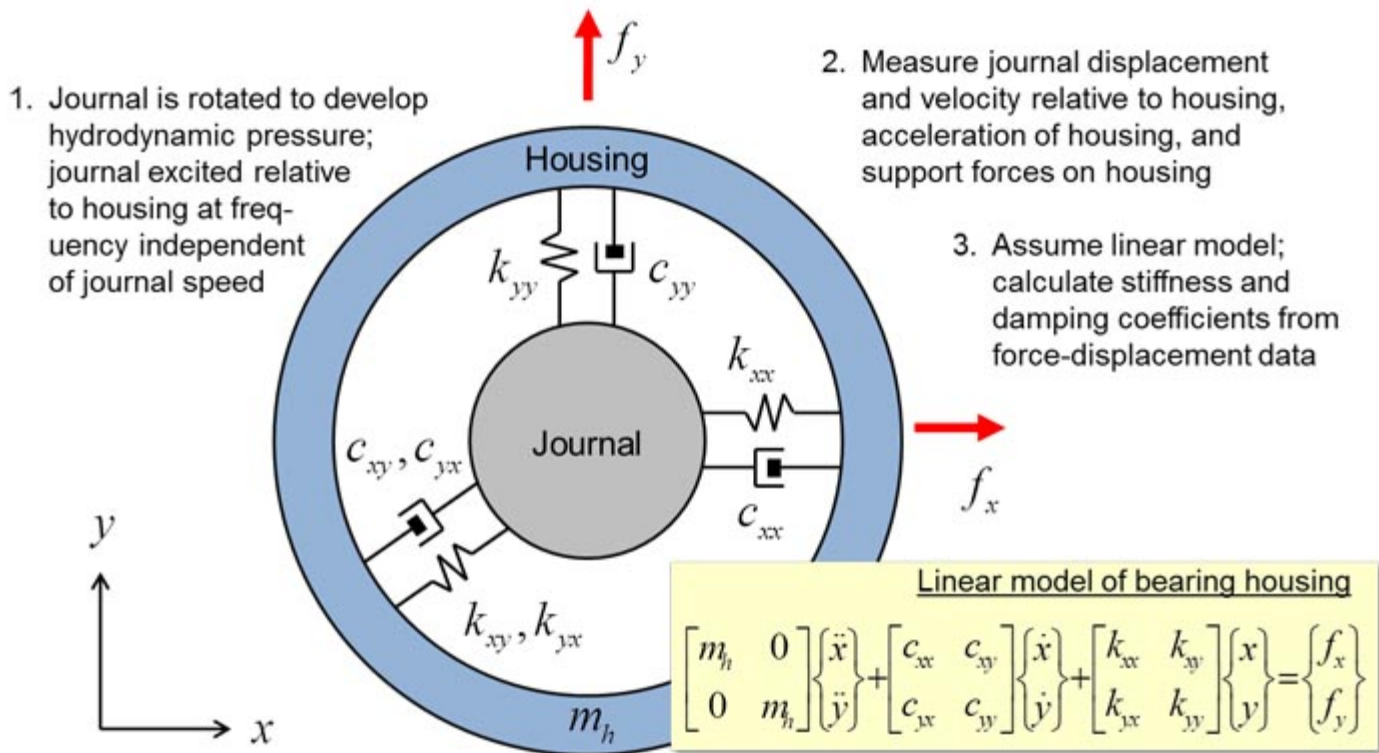 1. Journal is rotated to develop
hydrodynamic pressure;
journal excited relative
to housing at freq-
uency independent
of journal speed
f_y
2. Measure journal displacement
and velocity relative to housing,
acceleration of housing, and
support forces on housing
3. Assume linear model;
calculate stiffness and
damping coefficients from
force-displacement data
Housing
k_yy
c_yy
k_xx
Journal
c_xx
f_x
c_xy, c_yx
k_xy, k_yx
m_h
y
x
Linear model of bearing housing
[m_h 0; 0 m_h]{ẍ; ÿ}+[c_xx c_xy; c_yx c_yy]{ẋ; ẏ}+[k_xx k_xy; k_yx k_yy]{x; y}={f_x; f_y}